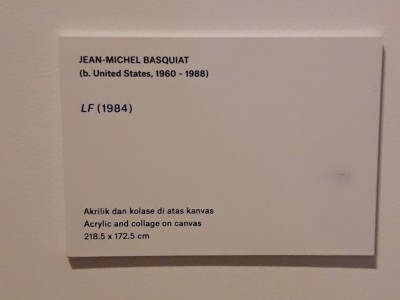 JEAN-MICHEL BASQUIAT
(b. United States, 1960 - 1988)
LF (1984)
Akrilik dan kolase di atas kanvas
Acrylic and collage on canvas
218.5 x 172.5 cm